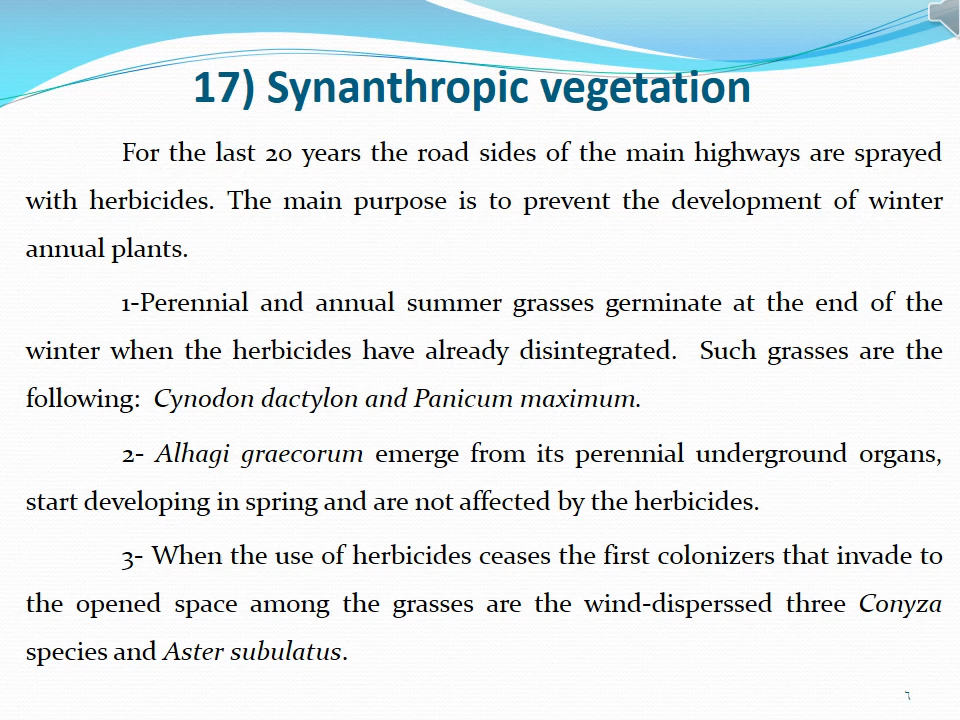 17) Synanthropic vegetation
For the last 20 years the road sides of the main highways are sprayed
with herbicides. The main purpose is to prevent the development of winter
annual plants.
1-Perennial and annual summer grasses germinate at the end of the
winter when the herbicides have already disintegrated. Such grasses are the
following: Cynodon dactylon and Panicum maximum.
2- Alhagi graecorum emerge from its perennial underground organs,
start developing in spring and are not affected by the herbicides.
3- When the use of herbicides ceases the first colonizers that invade to
the opened space among the grasses are the wind-disperssed three Conyza
species and Aster subulatus.
٦